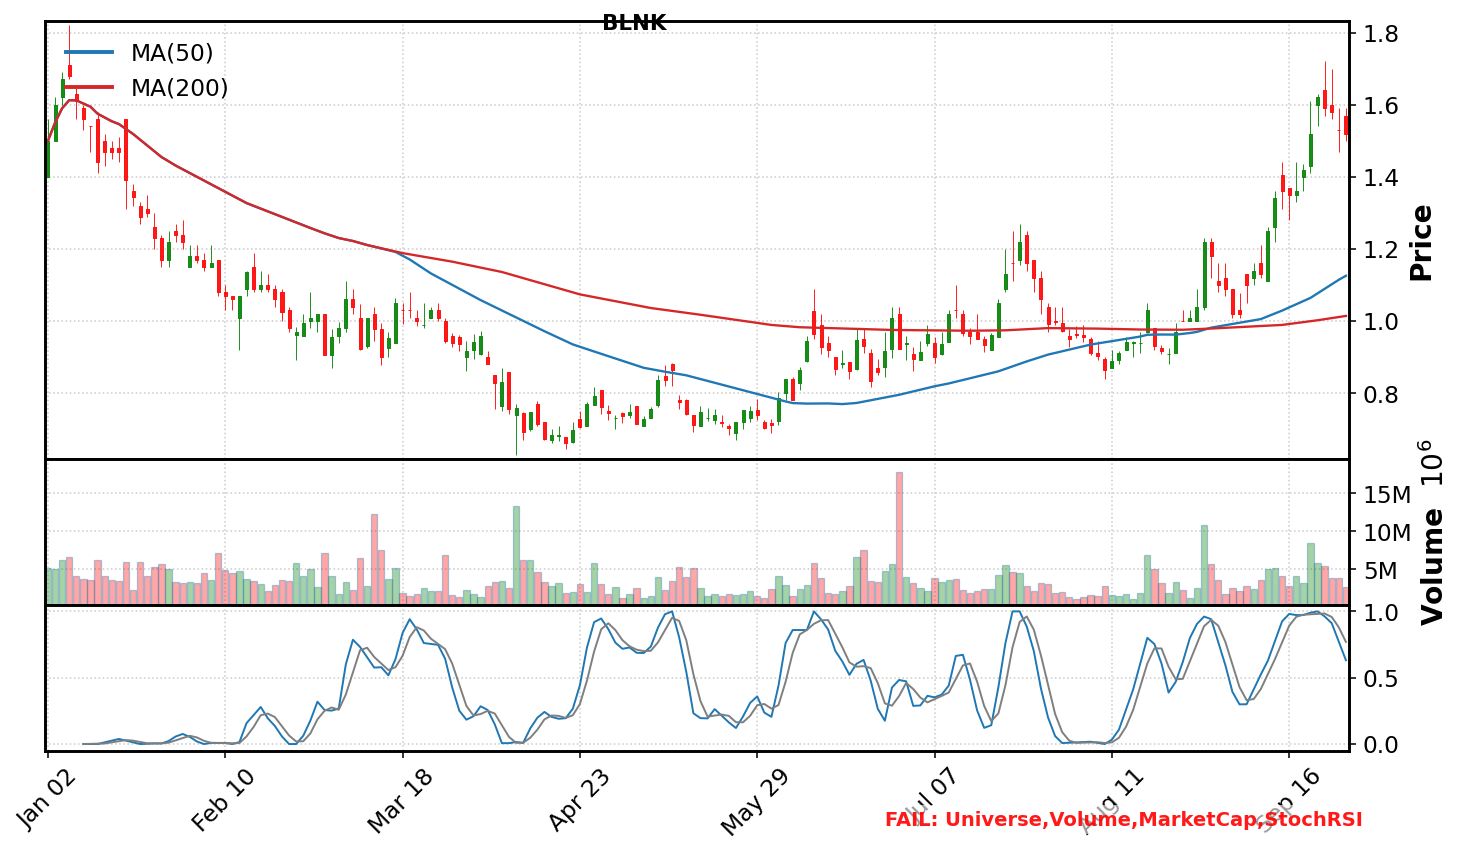 BLNK
MA(50)
MA(200)
1.8
1.6
1.4
1.2
1.0
0.8
Price
15M
10M
5M
Volume 10^6
1.0
0.5
0.0
Jan 02
Feb 10
Mar 18
Apr 23
May 29
Jul 07
Aug 11
Sep 16
FAIL: Universe,Volume,MarketCap,StochRSI